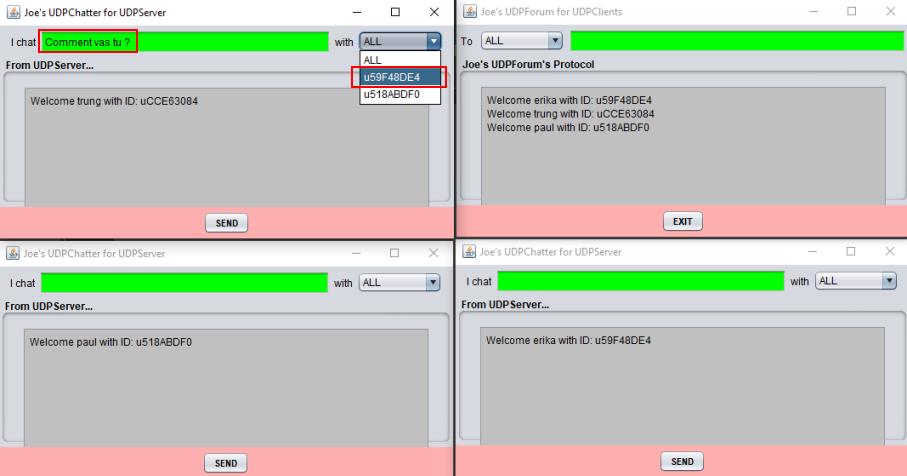 Joe's UDPChatter for UDPServer
I chat Comment vas tu ? with ALL
ALL
u59F48DE4
u518ABDF0
From UDPServer...
Welcome trung with ID: uCCE63084
SEND
Joe's UDPForum for UDPClients
To ALL
Joe's UDPForum's Protocol
Welcome erika with ID: u59F48DE4
Welcome trung with ID: uCCE63084
Welcome paul with ID: u518ABDF0
EXIT
Joe's UDPChatter for UDPServer
I chat with ALL
From UDPServer...
Welcome paul with ID: u518ABDF0
SEND
Joe's UDPChatter for UDPServer
I chat with ALL
From UDPServer...
Welcome erika with ID: u59F48DE4
SEND